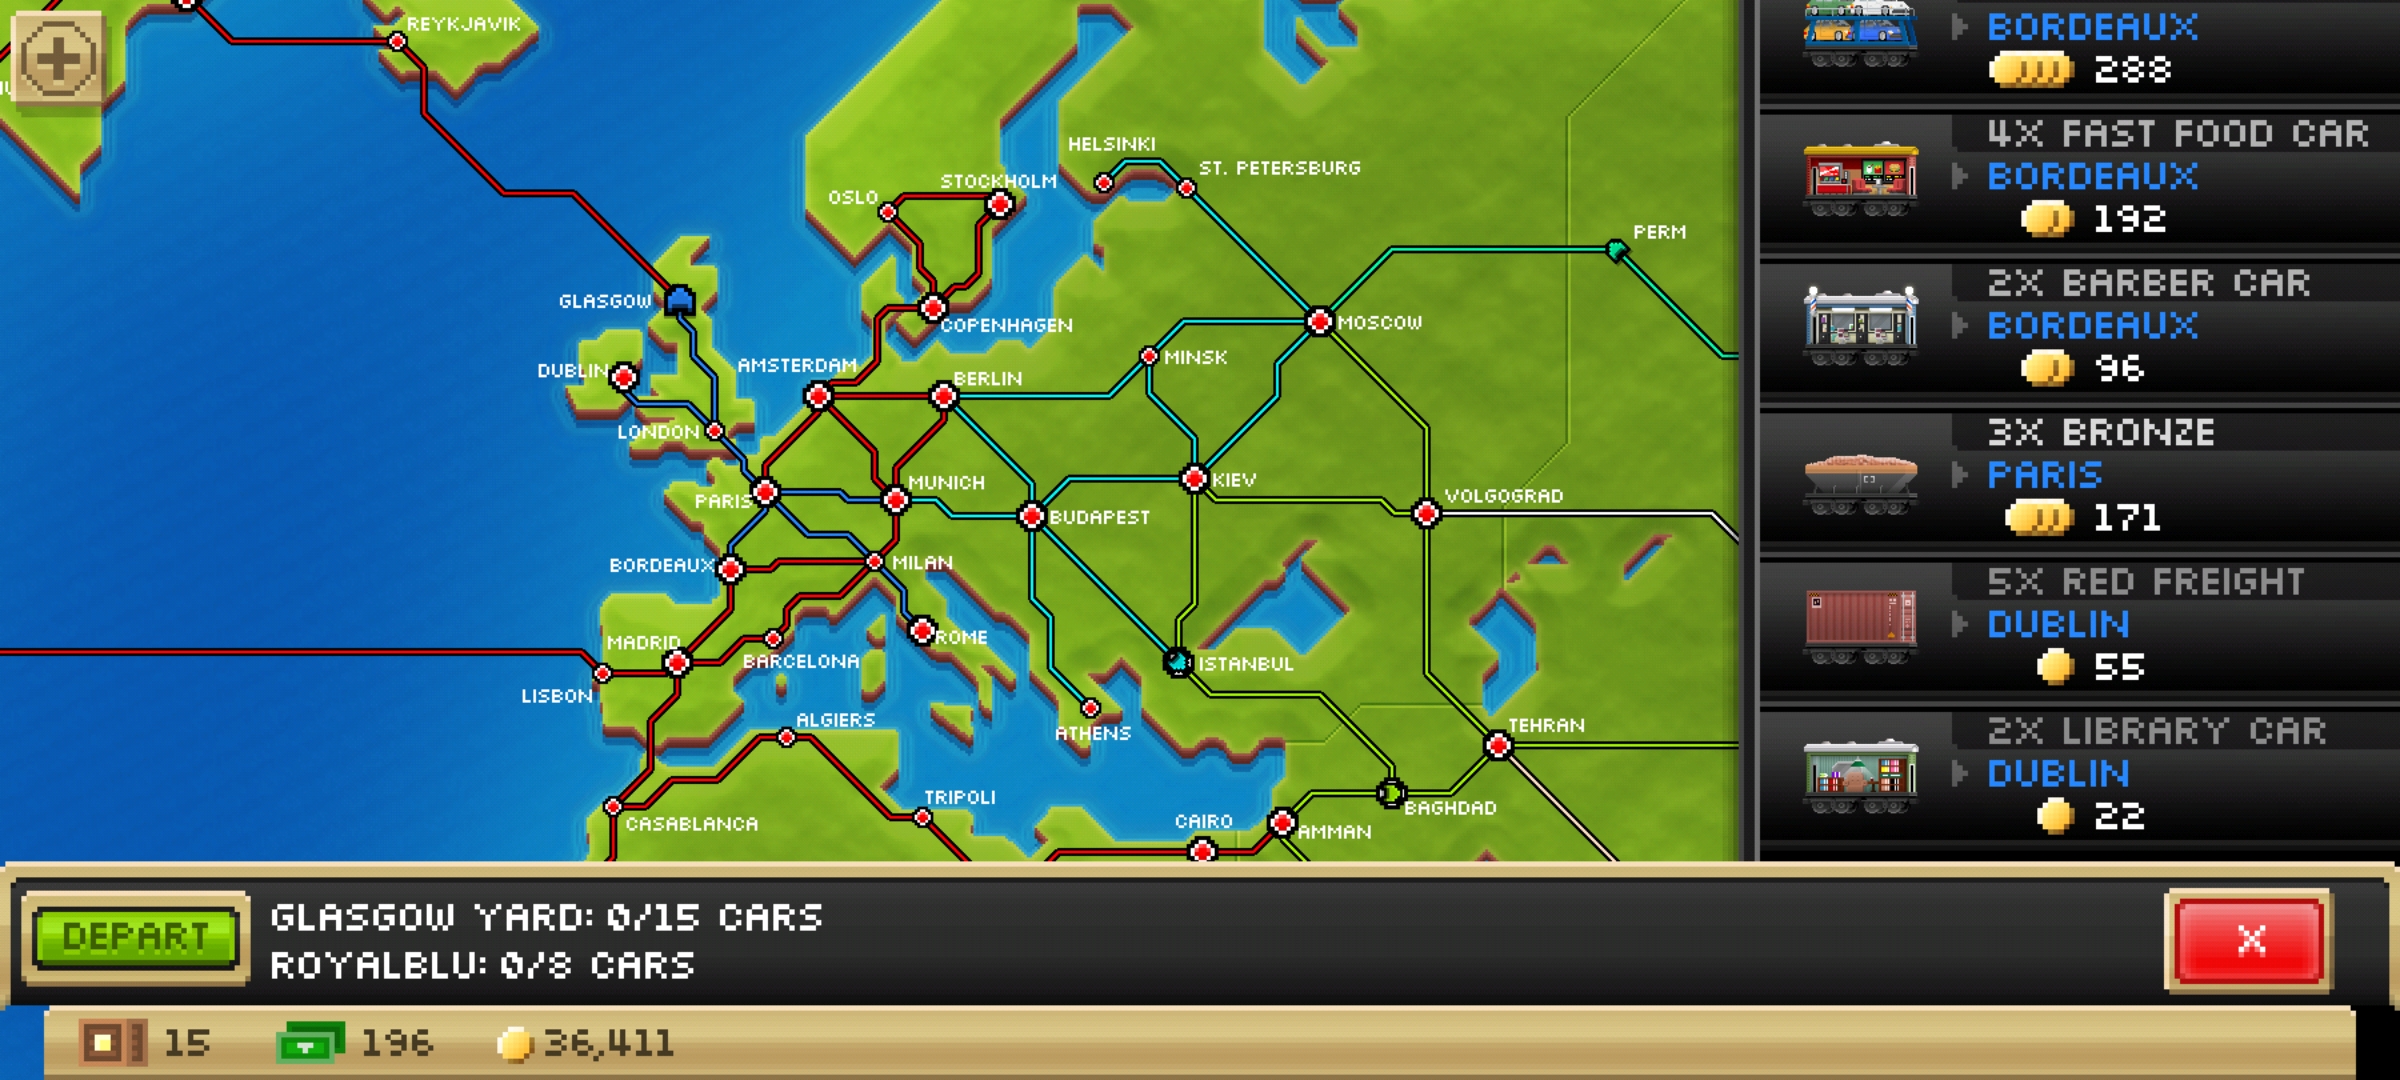 REYKJAVIK
HELSINKI
ST. PETERSBURG
STOCKHOLM
OSLO
PERM
GLASGOW
COPENHAGEN
MOSCOW
MINSK
DUBLIN
AMSTERDAM
BERLIN
LONDON
MUNICH
KIEV
PARIS
VOLGOGRAD
BUDAPEST
BORDEAUX
MILAN
MADRID
ROME
BARCELONA
ISTANBUL
LISBON
ALGIERS
ATHENS
TEHRAN
TRIPOLI
BAGHDAD
CASABLANCA
CAIRO
AMMAN
BORDEAUX
288
4X FAST FOOD CAR
BORDEAUX
192
2X BARBER CAR
BORDEAUX
96
3X BRONZE
PARIS
171
5X RED FREIGHT
DUBLIN
55
2X LIBRARY CAR
DUBLIN
22
DEPART
GLASGOW YARD: 0/15 CARS
ROYALBLU: 0/8 CARS
X
15
196
36,411